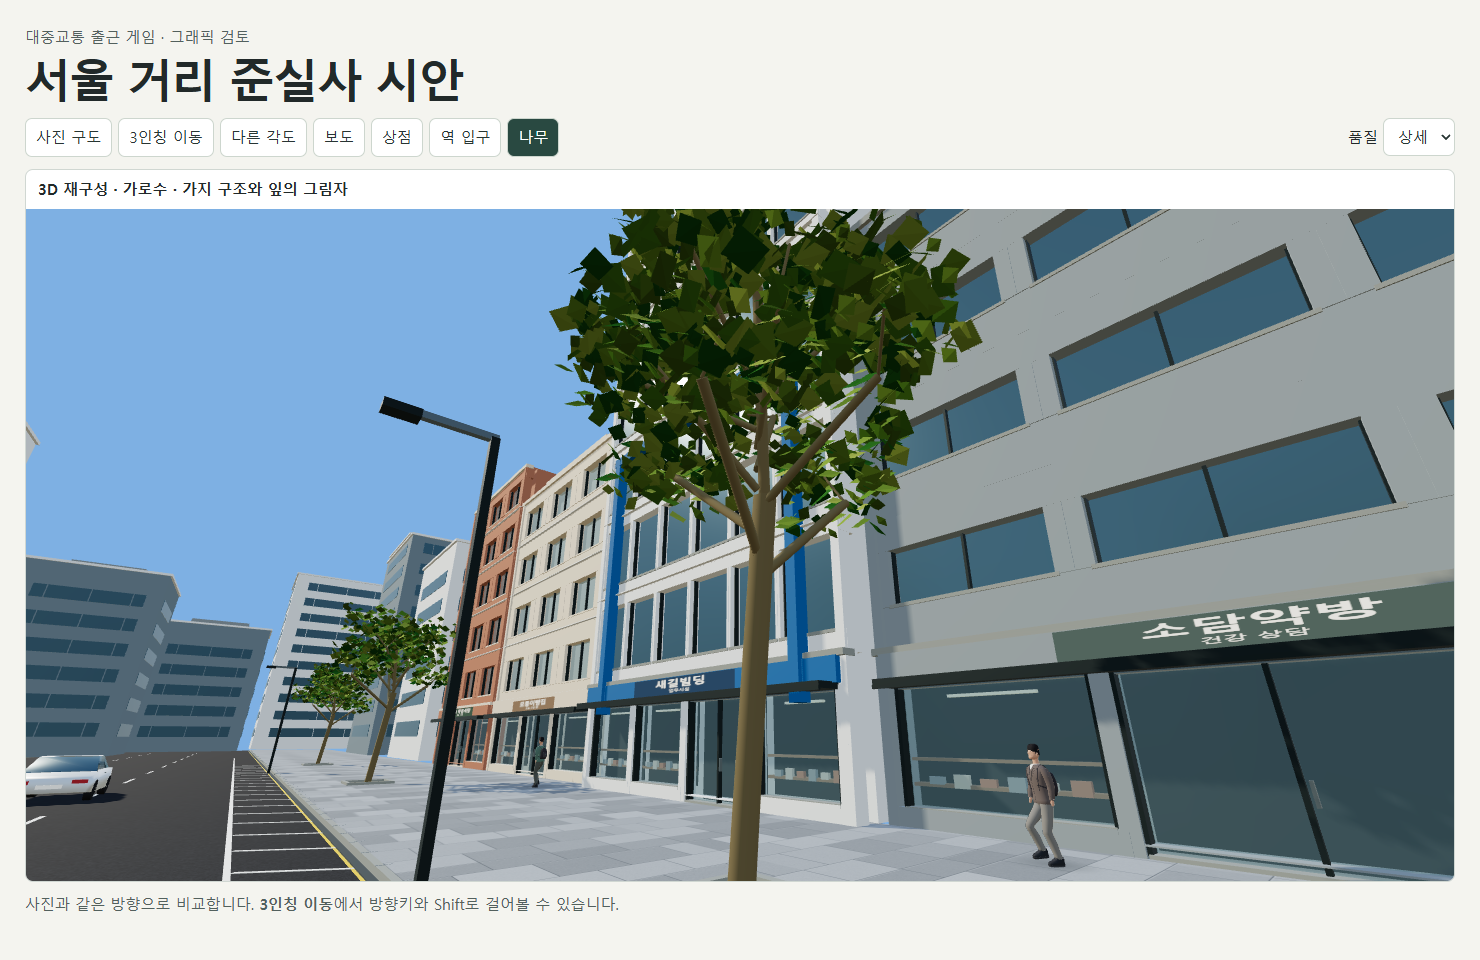 대중교통 출근 게임 · 그래픽 검토
서울 거리 준실사 시안
사진 구도
3인칭 이동
다른 각도
보도
상점
역 입구
나무
품질
상세
3D 재구성 · 가로수 · 가지 구조와 잎의 그림자
소담약방
건강 상담
새길빌딩
사진과 같은 방향으로 비교합니다. 3인칭 이동에서 방향키와 Shift로 걸어볼 수 있습니다.